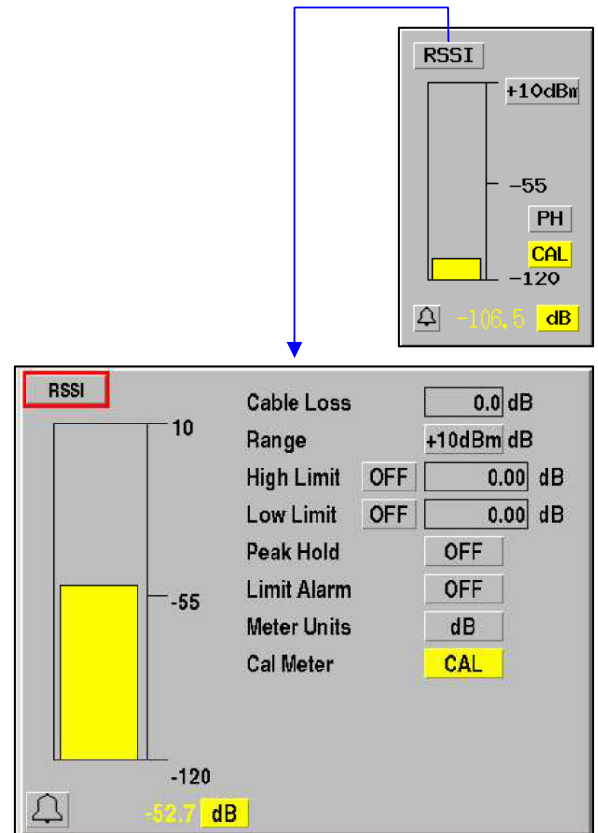 RSSI
+10dBm
-55
PH
CAL
-120
-106.5 dB
RSSI
10
-55
-120
-52.7 dB
Cable Loss 0.0 dB
Range +10dBm dB
High Limit OFF 0.00 dB
Low Limit OFF 0.00 dB
Peak Hold OFF
Limit Alarm OFF
Meter Units dB
Cal Meter CAL